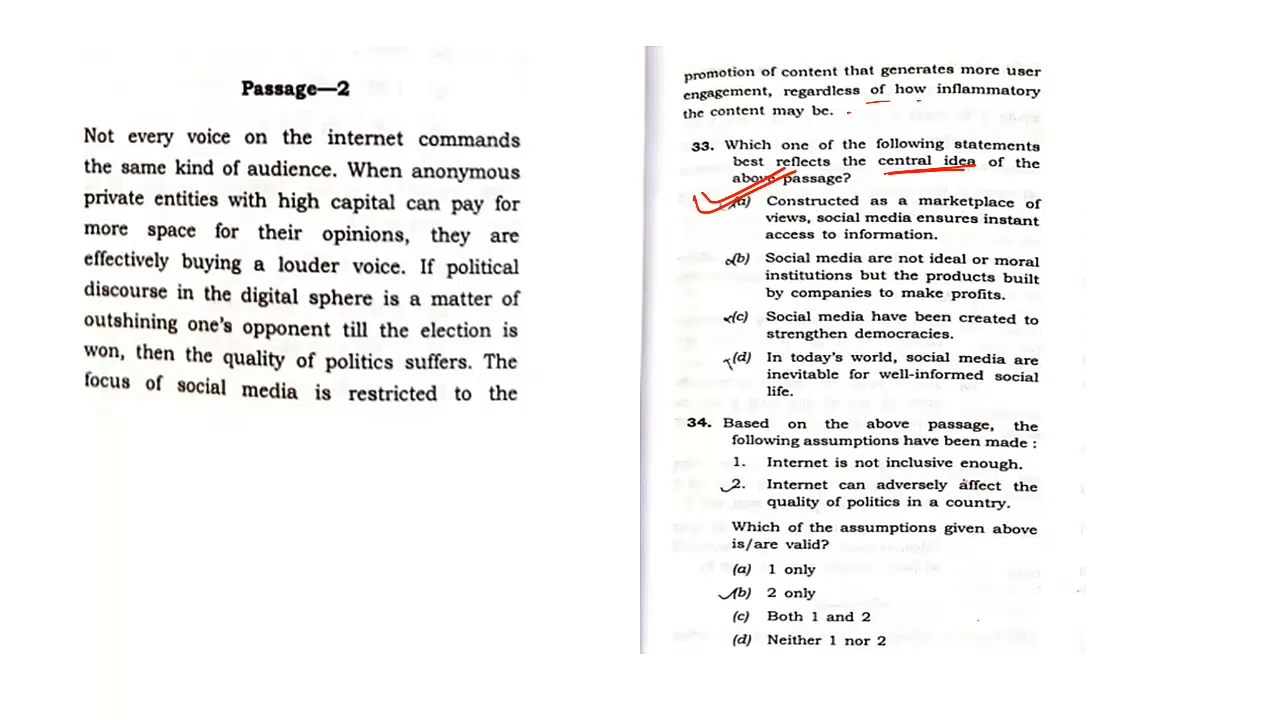 Passage—2
Not every voice on the internet commands
the same kind of audience. When anonymous
private entities with high capital can pay for
more space for their opinions, they are
effectively buying a louder voice. If political
discourse in the digital sphere is a matter of
outshining one's opponent till the election is
won, then the quality of politics suffers. The
focus of social media is restricted to the
promotion of content that generates more user
engagement, regardless of how inflammatory
the content may be.
33. Which one of the following statements
best reflects the central idea of the
above passage?
(a) Constructed as a marketplace of
views, social media ensures instant
access to information.
(b) Social media are not ideal or moral
institutions but the products built
by companies to make profits.
(c) Social media have been created to
strengthen democracies.
(d) In today's world, social media are
inevitable for well-informed social
life.
34. Based on the above passage, the
following assumptions have been made :
1. Internet is not inclusive enough.
2. Internet can adversely affect the
quality of politics in a country.
Which of the assumptions given above
is/are valid?
(a) 1 only
(b) 2 only
(c) Both 1 and 2
(d) Neither 1 nor 2